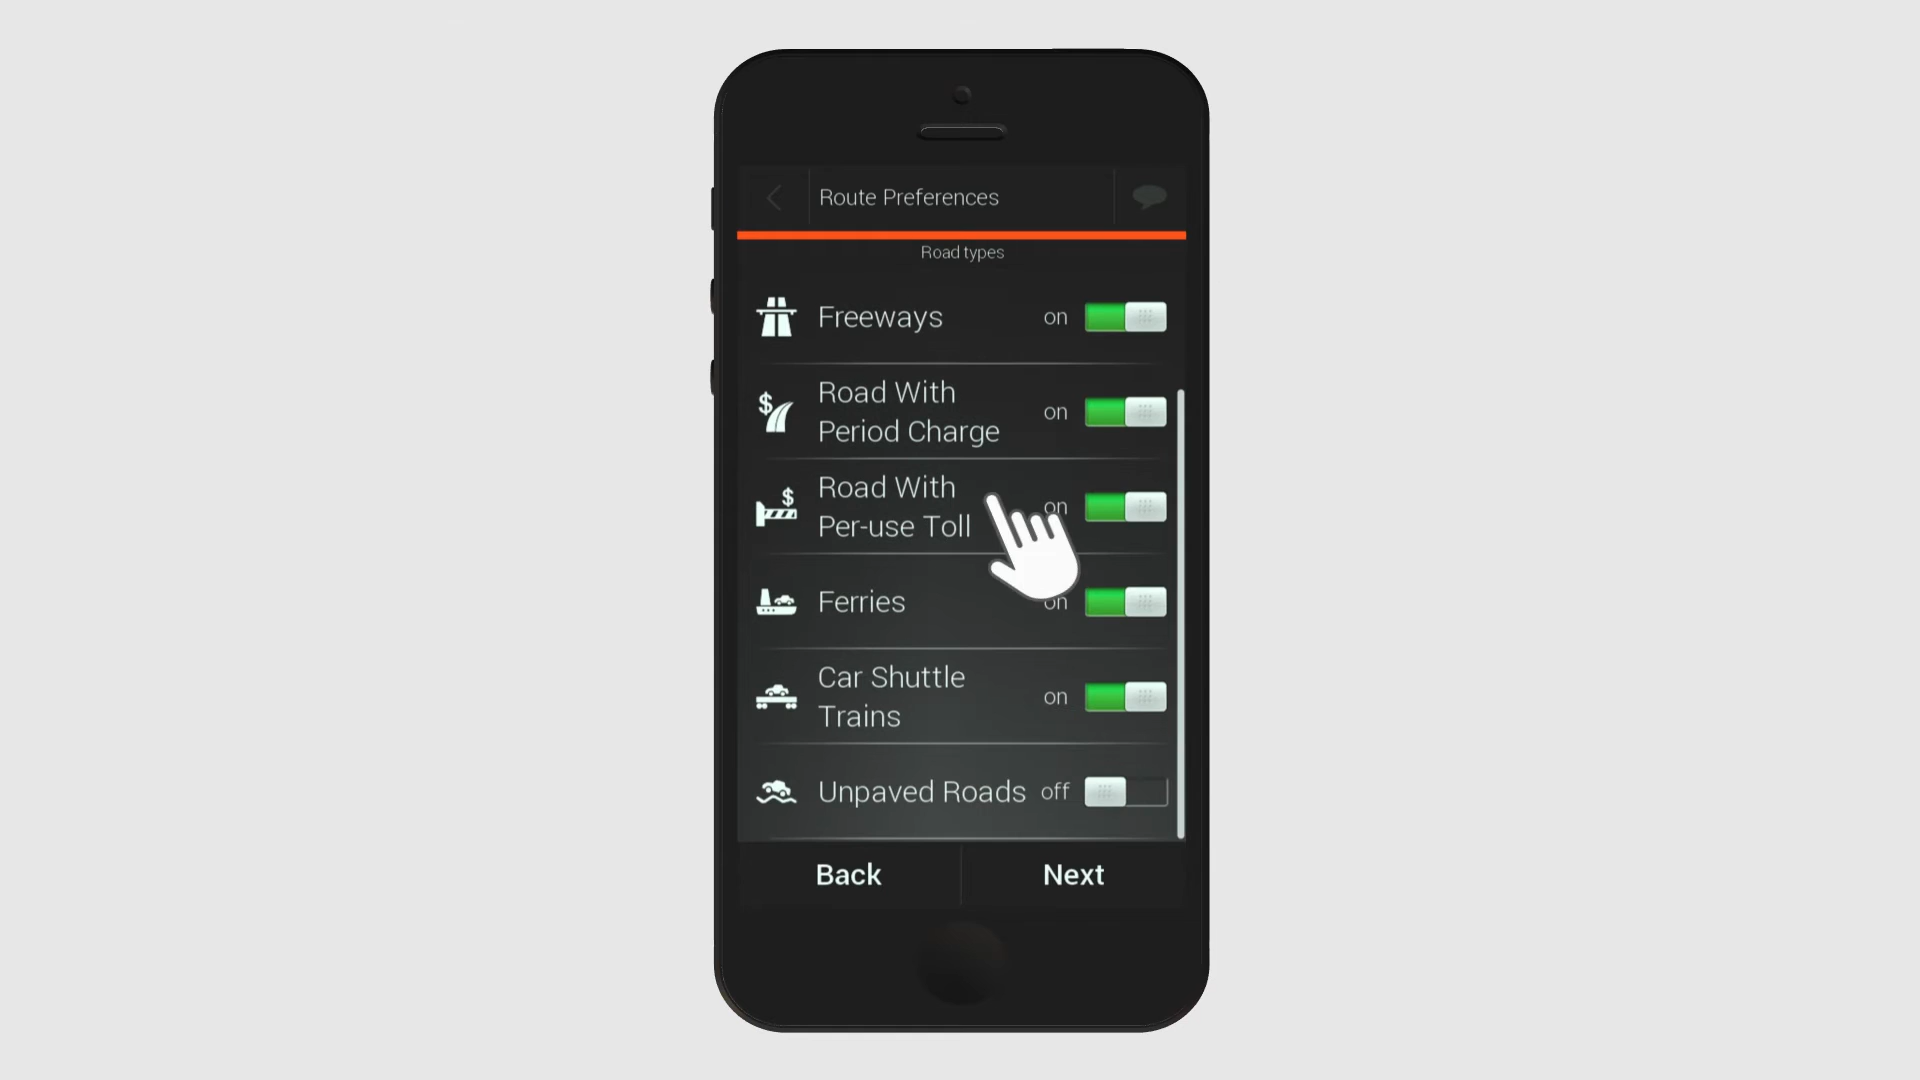 Route Preferences
Road types
Freeways on
Road With
Period Charge on
Road With
Per-use Toll on
Ferries on
Car Shuttle
Trains on
Unpaved Roads off
Back Next